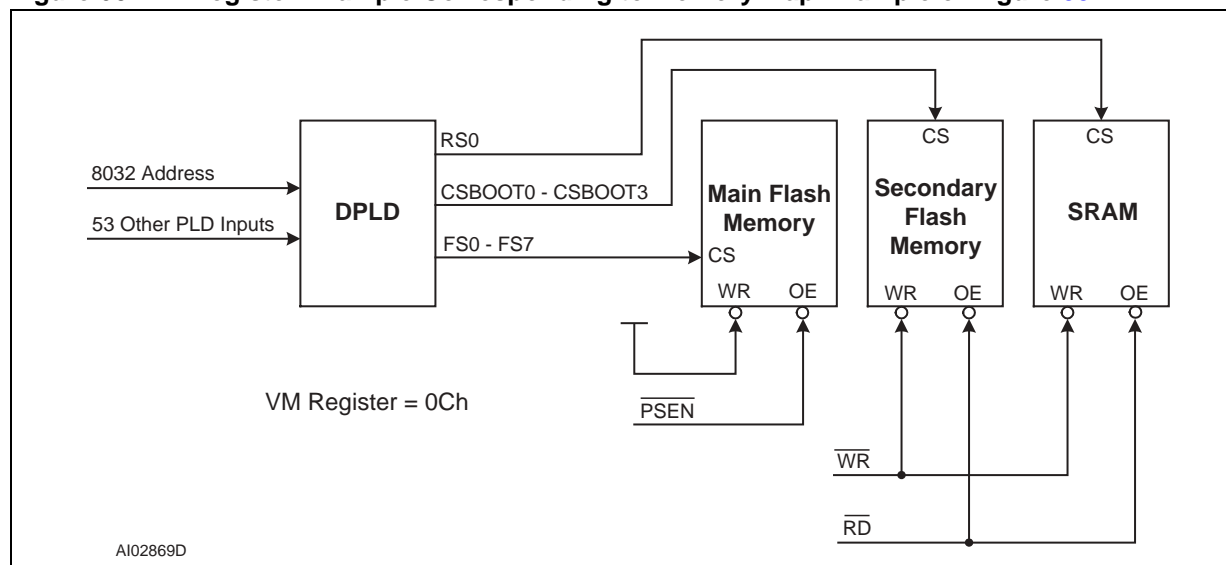 RS0
8032 Address
CSBOOT0 - CSBOOT3
53 Other PLD Inputs
DPLD
FS0 - FS7
CS
Main Flash
Memory
WR OE
CS
Secondary
Flash
Memory
WR OE
CS
SRAM
WR OE
VM Register = 0Ch
PSEN
WR
RD
AI02869D